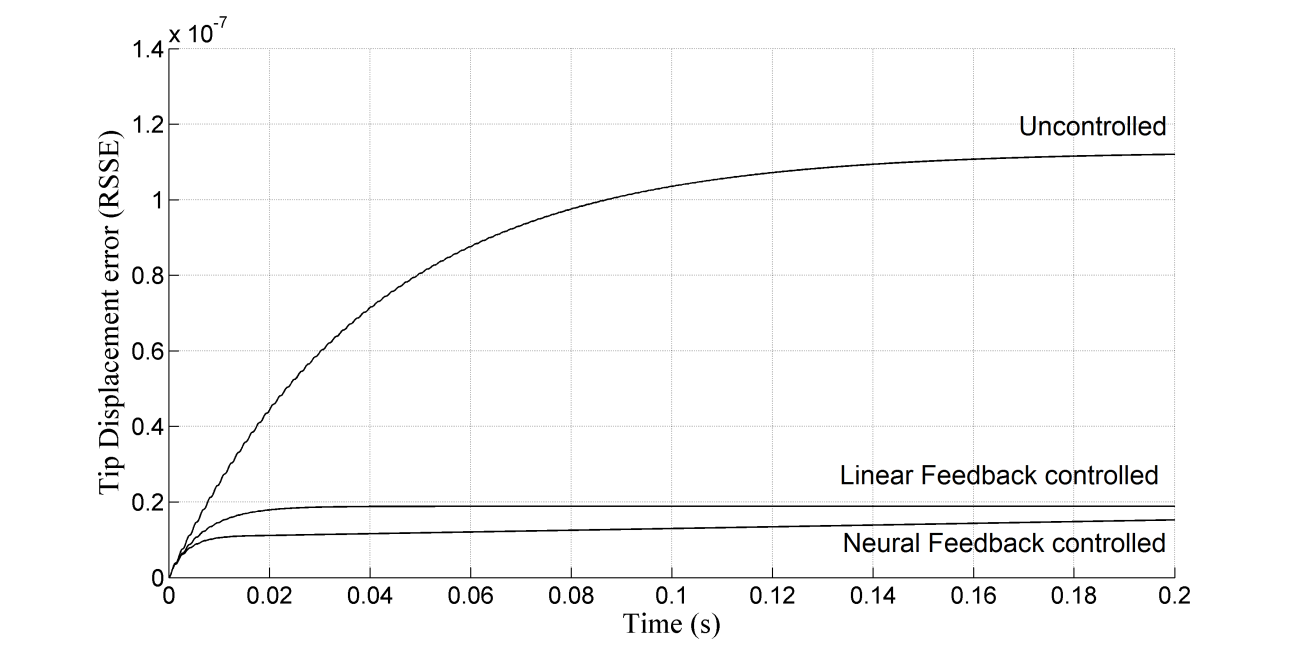 x 10-7
1.4
1.2
1
0.8
0.6
0.4
0.2
0
Tip Displacement error (RSSE)
Uncontrolled
Linear Feedback controlled
Neural Feedback controlled
0 0.02 0.04 0.06 0.08 0.1 0.12 0.14 0.16 0.18 0.2
Time (s)